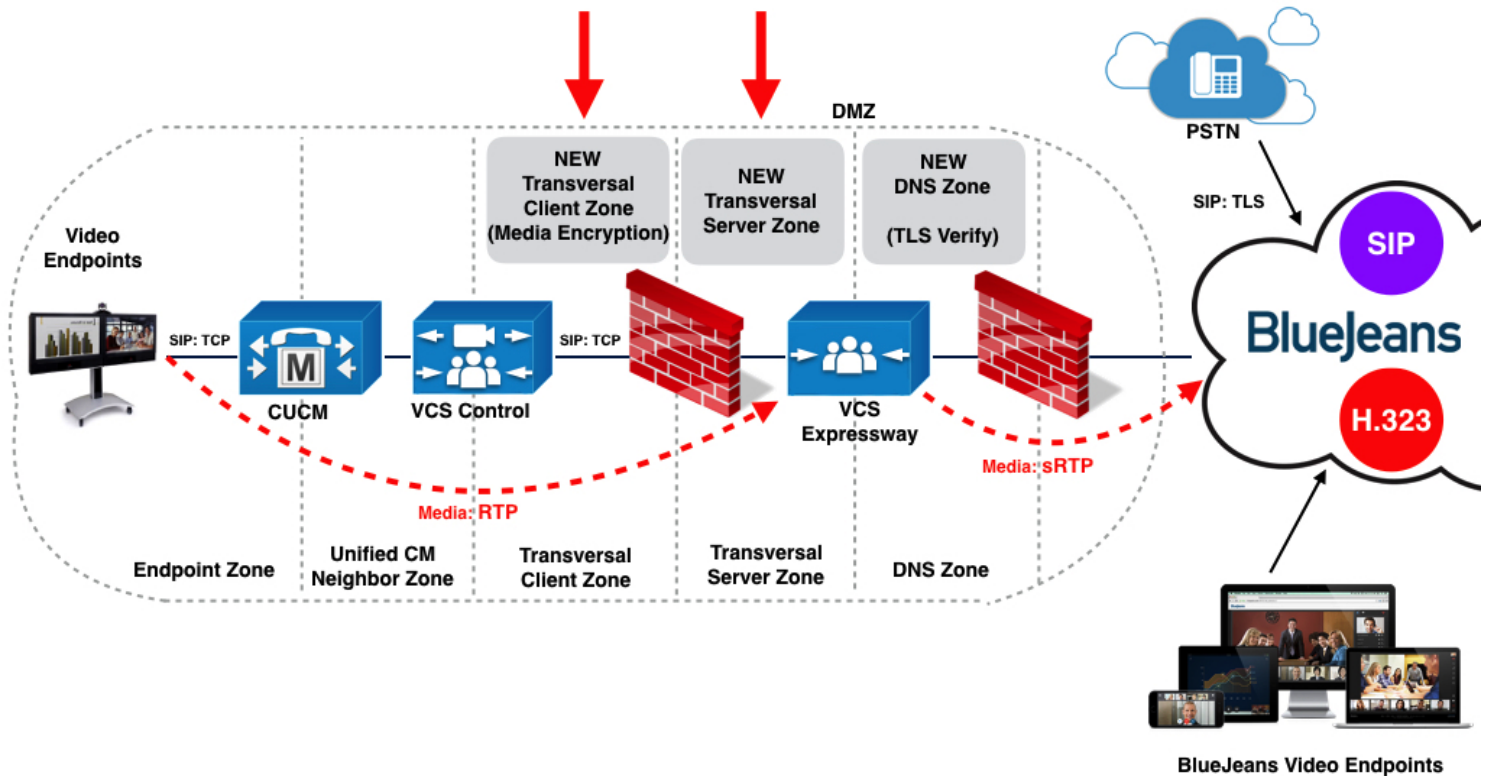 DMZ
PSTN
SIP: TLS
NEW
Transversal
Client Zone
(Media Encryption)
NEW
Transversal
Server Zone
NEW
DNS Zone
(TLS Verify)
Video
Endpoints
SIP: TCP
M
CUCM
VCS Control
SIP: TCP
VCS
Expressway
SIP
BlueJeans
H.323
Media: RTP
Media: sRTP
Endpoint Zone
Unified CM
Neighbor Zone
Transversal
Client Zone
Transversal
Server Zone
DNS Zone
BlueJeans Video Endpoints